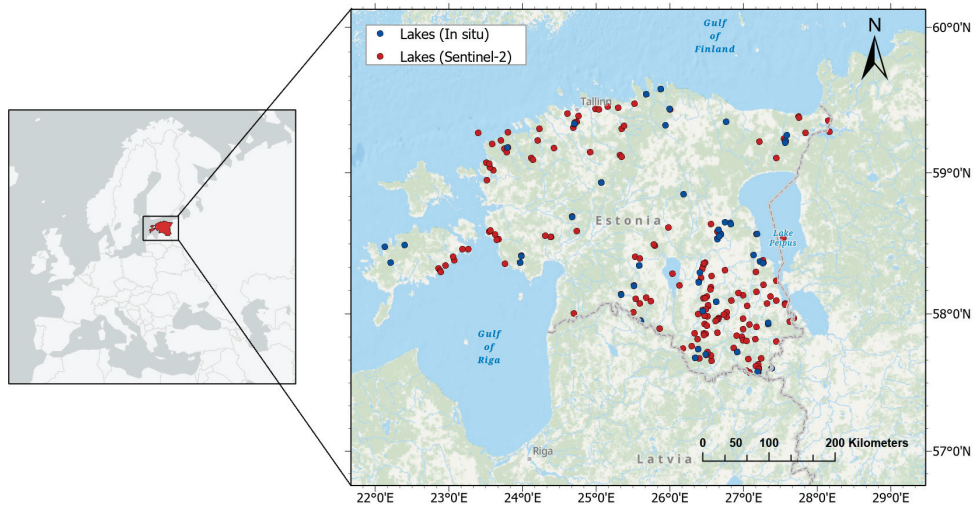 Lakes (In situ)
Lakes (Sentinel-2)
Gulf
of
Finland
N
60°0'N
Tallinn
59°0'N
Estonia
Lake
Peipus
58°0'N
Gulf
of
Riga
Riga
Latvia
0 50 100 200 Kilometers
57°0'N
22°0'E 23°0'E 24°0'E 25°0'E 26°0'E 27°0'E 28°0'E 29°0'E